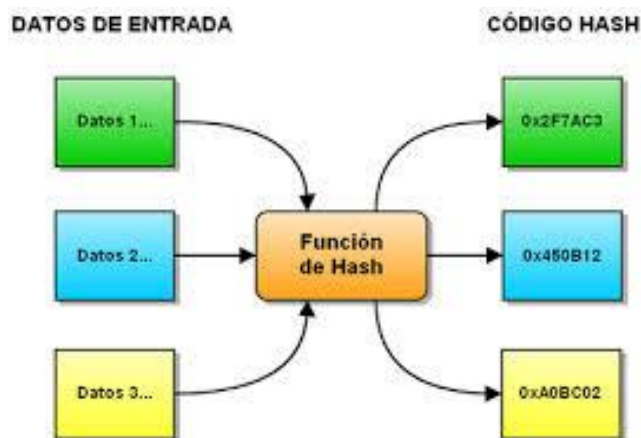 DATOS DE ENTRADA
CÓDIGO HASH
Datos 1...
0x2F7AC3
Datos 2...
Función
de Hash
0x450B12
Datos 3...
0xA0BC02